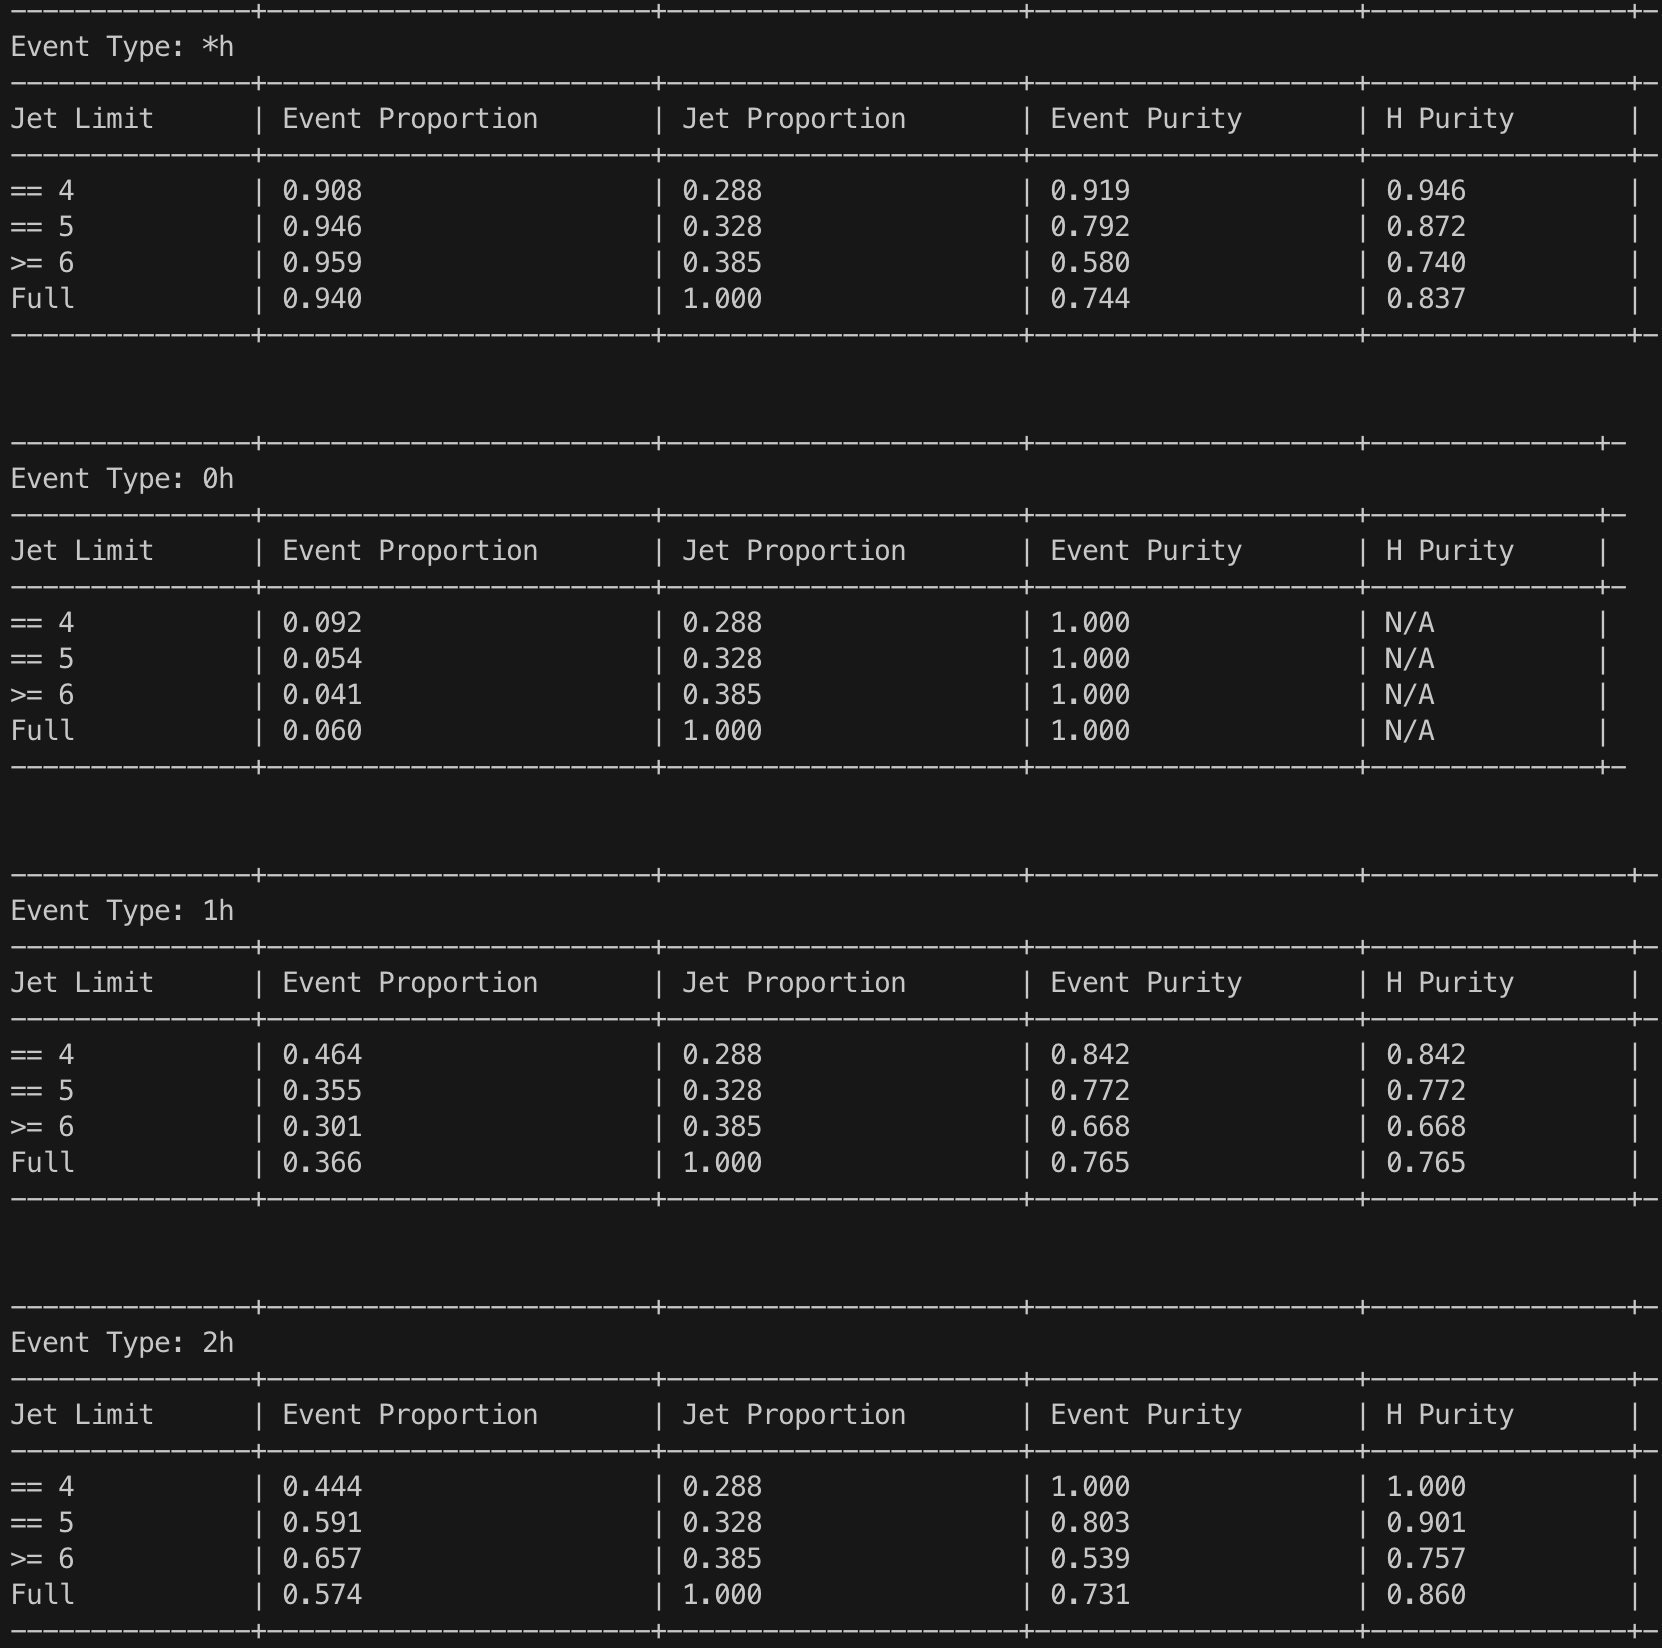 ---------------+------------------------+----------------------+--------------------+----------------+-
Event Type: *h
---------------+------------------------+----------------------+--------------------+----------------+-
Jet Limit      | Event Proportion       | Jet Proportion       | Event Purity       | H Purity       |
---------------+------------------------+----------------------+--------------------+----------------+-
== 4           | 0.908                  | 0.288                | 0.919              | 0.946          |
== 5           | 0.946                  | 0.328                | 0.792              | 0.872          |
>= 6           | 0.959                  | 0.385                | 0.580              | 0.740          |
Full           | 0.940                  | 1.000                | 0.744              | 0.837          |
---------------+------------------------+----------------------+--------------------+----------------+-
---------------+------------------------+----------------------+--------------------+--------------+-
Event Type: 0h
---------------+------------------------+----------------------+--------------------+--------------+-
Jet Limit      | Event Proportion       | Jet Proportion       | Event Purity       | H Purity     |
---------------+------------------------+----------------------+--------------------+--------------+-
== 4           | 0.092                  | 0.288                | 1.000              | N/A          |
== 5           | 0.054                  | 0.328                | 1.000              | N/A          |
>= 6           | 0.041                  | 0.385                | 1.000              | N/A          |
Full           | 0.060                  | 1.000                | 1.000              | N/A          |
---------------+------------------------+----------------------+--------------------+--------------+-
---------------+------------------------+----------------------+--------------------+----------------+-
Event Type: 1h
---------------+------------------------+----------------------+--------------------+----------------+-
Jet Limit      | Event Proportion       | Jet Proportion       | Event Purity       | H Purity       |
---------------+------------------------+----------------------+--------------------+----------------+-
== 4           | 0.464                  | 0.288                | 0.842              | 0.842          |
== 5           | 0.355                  | 0.328                | 0.772              | 0.772          |
>= 6           | 0.301                  | 0.385                | 0.668              | 0.668          |
Full           | 0.366                  | 1.000                | 0.765              | 0.765          |
---------------+------------------------+----------------------+--------------------+----------------+-
---------------+------------------------+----------------------+--------------------+----------------+-
Event Type: 2h
---------------+------------------------+----------------------+--------------------+----------------+-
Jet Limit      | Event Proportion       | Jet Proportion       | Event Purity       | H Purity       |
---------------+------------------------+----------------------+--------------------+----------------+-
== 4           | 0.444                  | 0.288                | 1.000              | 1.000          |
== 5           | 0.591                  | 0.328                | 0.803              | 0.901          |
>= 6           | 0.657                  | 0.385                | 0.539              | 0.757          |
Full           | 0.574                  | 1.000                | 0.731              | 0.860          |
---------------+------------------------+----------------------+--------------------+----------------+-